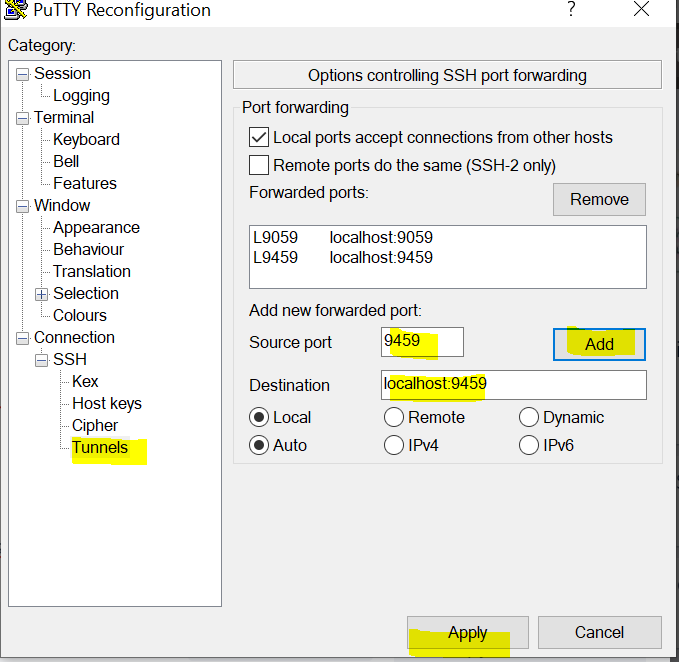 PuTTY Reconfiguration
?
Category:
Session
Logging
Terminal
Keyboard
Bell
Features
Window
Appearance
Behaviour
Translation
Selection
Colours
Connection
SSH
Kex
Host keys
Cipher
Tunnels
Options controlling SSH port forwarding
Port forwarding
Local ports accept connections from other hosts
Remote ports do the same (SSH-2 only)
Forwarded ports:
Remove
L9059 localhost:9059
L9459 localhost:9459
Add new forwarded port:
Source port 9459 Add
Destination localhost:9459
Local Remote Dynamic
Auto IPv4 IPv6
Apply Cancel